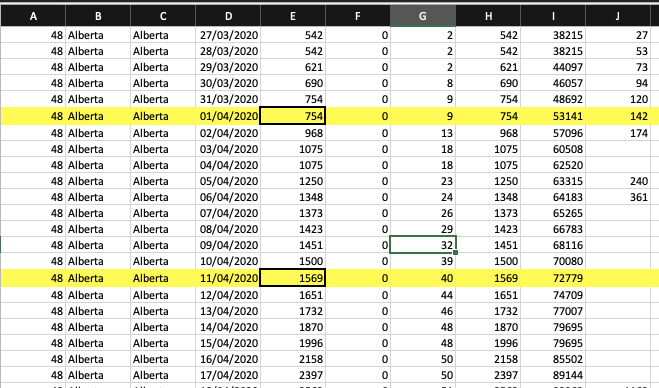 A B C D E F G H I J
48 Alberta Alberta 27/03/2020 542 0 2 542 38215 27
48 Alberta Alberta 28/03/2020 542 0 2 542 38215 53
48 Alberta Alberta 29/03/2020 621 0 2 621 44097 73
48 Alberta Alberta 30/03/2020 690 0 8 690 46057 94
48 Alberta Alberta 31/03/2020 754 0 9 754 48692 120
48 Alberta Alberta 01/04/2020 754 0 9 754 53141 142
48 Alberta Alberta 02/04/2020 968 0 13 968 57096 174
48 Alberta Alberta 03/04/2020 1075 0 18 1075 60508
48 Alberta Alberta 04/04/2020 1075 0 18 1075 62520
48 Alberta Alberta 05/04/2020 1250 0 23 1250 63315 240
48 Alberta Alberta 06/04/2020 1348 0 24 1348 64183 361
48 Alberta Alberta 07/04/2020 1373 0 26 1373 65265
48 Alberta Alberta 08/04/2020 1423 0 29 1423 66783
48 Alberta Alberta 09/04/2020 1451 0 32 1451 68116
48 Alberta Alberta 10/04/2020 1500 0 39 1500 70080
48 Alberta Alberta 11/04/2020 1569 0 40 1569 72779
48 Alberta Alberta 12/04/2020 1651 0 44 1651 74709
48 Alberta Alberta 13/04/2020 1732 0 46 1732 77007
48 Alberta Alberta 14/04/2020 1870 0 48 1870 79695
48 Alberta Alberta 15/04/2020 1996 0 48 1996 79695
48 Alberta Alberta 16/04/2020 2158 0 50 2158 85502
48 Alberta Alberta 17/04/2020 2397 0 50 2397 89144